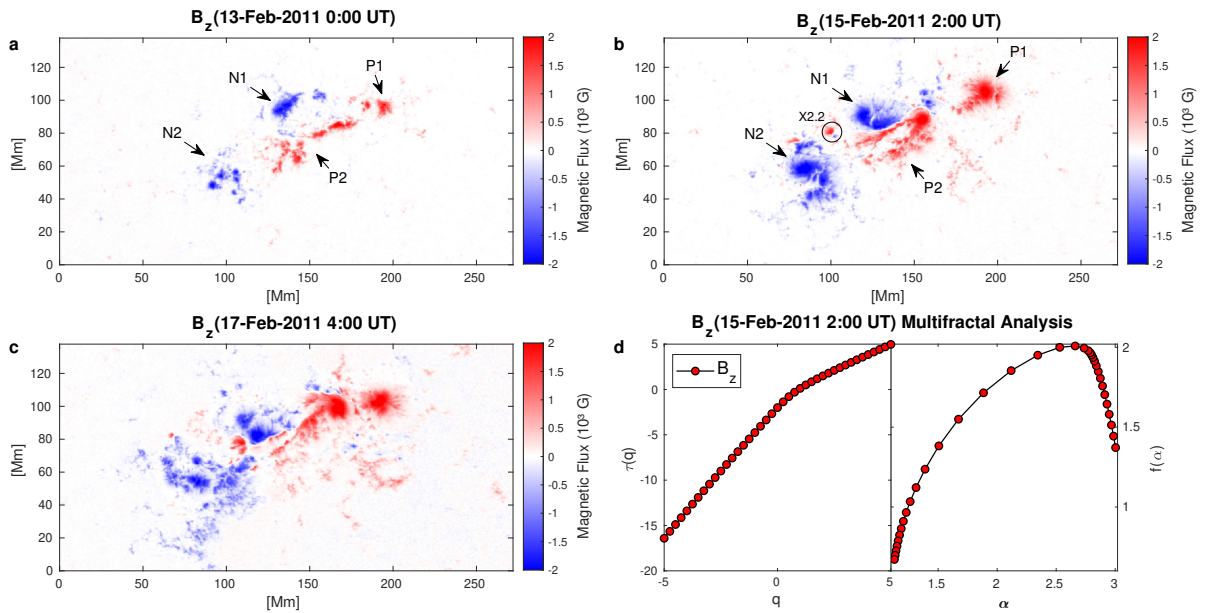 B_z(13-Feb-2011 0:00 UT)
a
120
100
80
60
40
20
0
[Mm]
0
50
100
150
200
250
[Mm]
N1
P1
N2
P2
2
1.5
1
0.5
0
-0.5
-1
-1.5
-2
Magnetic Flux (10³ G)
B_z(15-Feb-2011 2:00 UT)
b
120
100
80
60
40
20
0
[Mm]
0
50
100
150
200
250
[Mm]
N1
P1
X2.2
N2
P2
2
1.5
1
0.5
0
-0.5
-1
-1.5
-2
Magnetic Flux (10³ G)
B_z(17-Feb-2011 4:00 UT)
c
120
100
80
60
40
20
0
[Mm]
0
50
100
150
200
250
[Mm]
2
1.5
1
0.5
0
-0.5
-1
-1.5
-2
Magnetic Flux (10³ G)
B_z(15-Feb-2011 2:00 UT) Multifractal Analysis
d
B_z
5
0
-5
-10
-15
-20
τ(q)
-5
0
5
q
1.5
2
2.5
3
α
2
1.5
1
f(α)